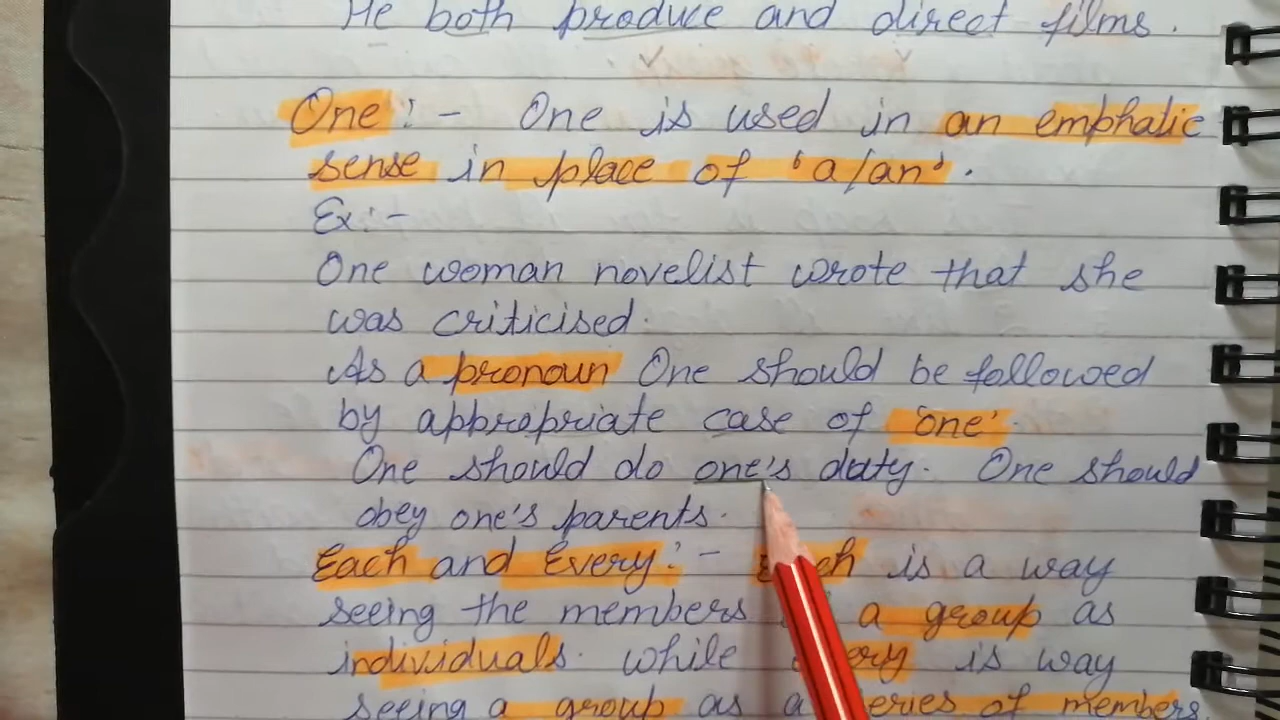 He both produce and direct films.
One :- One is used in an emphatic
sense in place of 'a/an'.
Ex :-
One woman novelist wrote that she
was criticised.
As a pronoun One should be followed
by appropriate case of 'one'.
One should do one's duty. One should
obey one's parents.
Each and Every :- Each is a way
seeing the members a group as
individuals. while every is way
seeing a group as a series of members